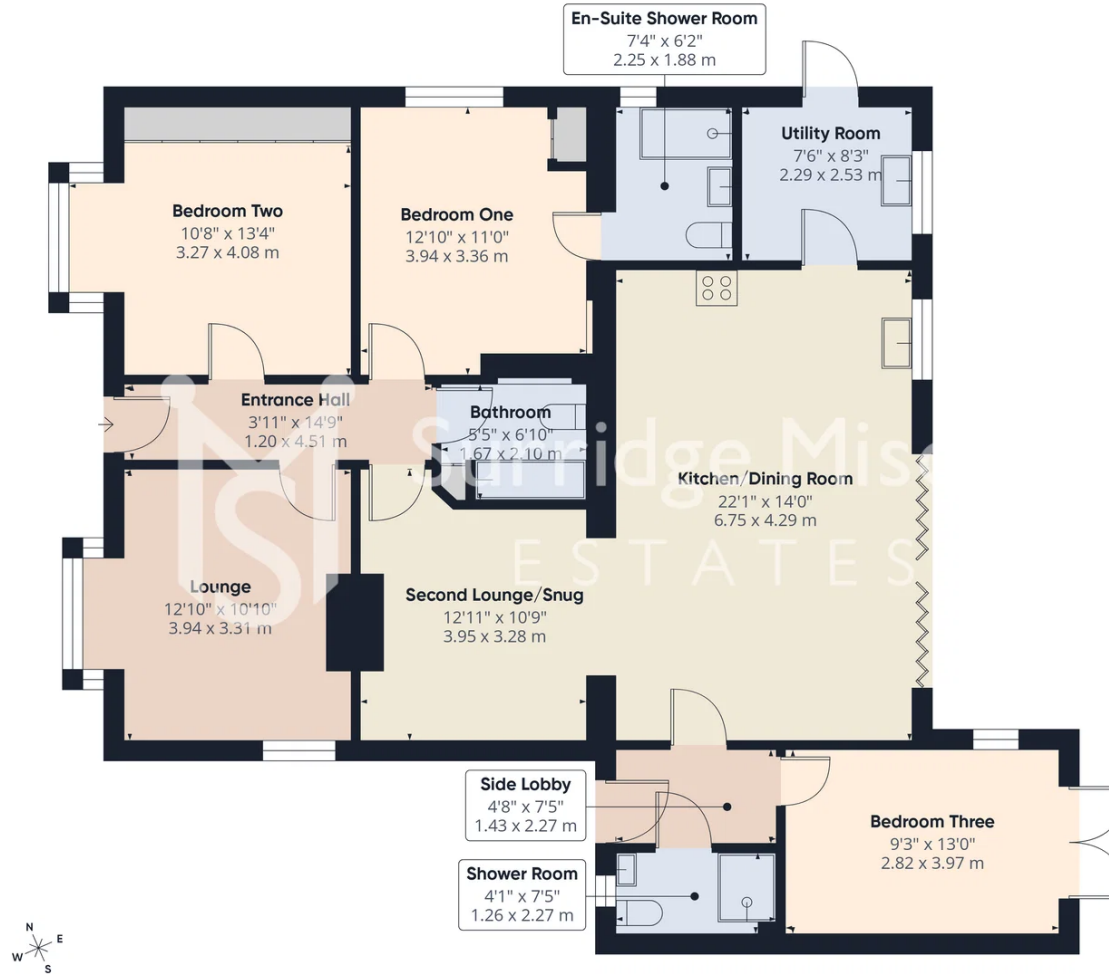 En-Suite Shower Room
7'4" x 6'2"
2.25 x 1.88 m
Utility Room
7'6" x 8'3"
2.29 x 2.53 m
Bedroom Two
10'8" x 13'4"
3.27 x 4.08 m
Bedroom One
12'10" x 11'0"
3.94 x 3.36 m
Entrance Hall
3'11" x 14'9"
1.20 x 4.51 m
Bathroom
5'5" x 6'10"
1.67 x 2.10 m
Surridge Mis
ESTATES
Kitchen/Dining Room
22'1" x 14'0"
6.75 x 4.29 m
Lounge
12'10" x 10'10"
3.94 x 3.31 m
Second Lounge/Snug
12'11" x 10'9"
3.95 x 3.28 m
Side Lobby
4'8" x 7'5"
1.43 x 2.27 m
Bedroom Three
9'3" x 13'0"
2.82 x 3.97 m
Shower Room
4'1" x 7'5"
1.26 x 2.27 m
N
E
W
S